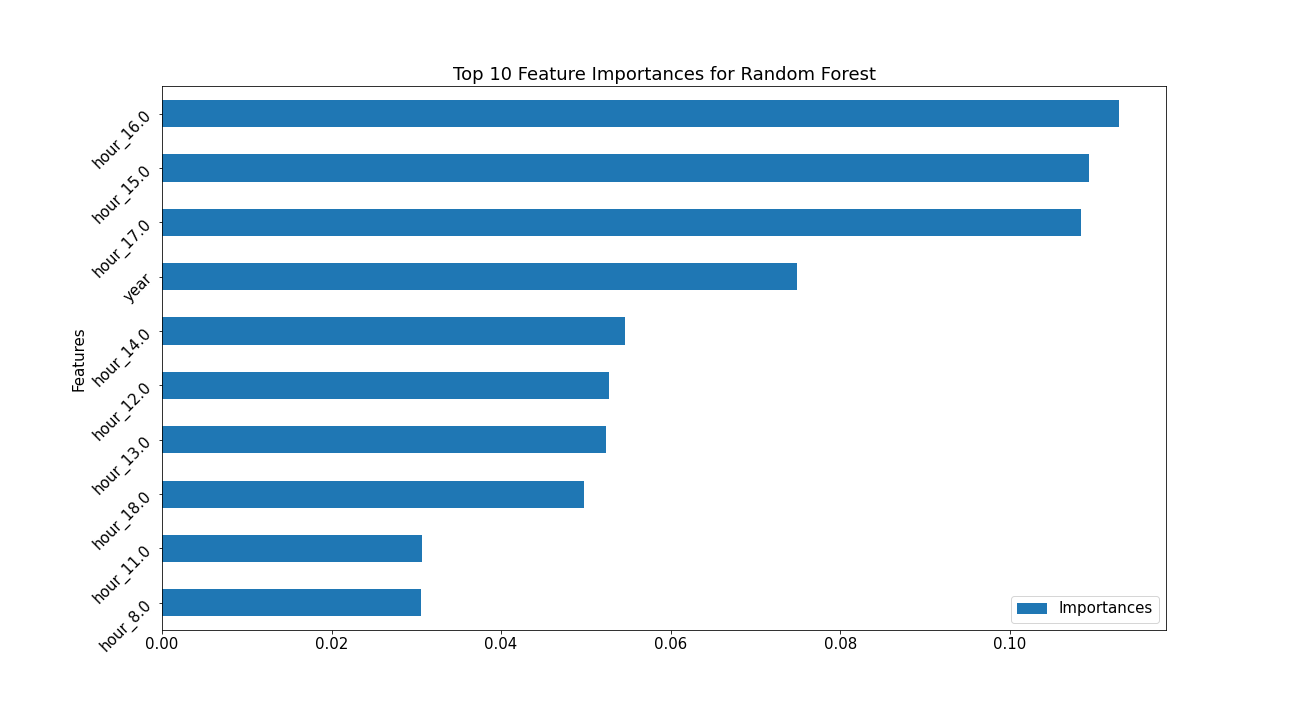 Top 10 Feature Importances for Random Forest
Features
hour_16.0
hour_15.0
hour_17.0
year
hour_14.0
hour_12.0
hour_13.0
hour_18.0
hour_11.0
hour_8.0
Importances
0.00 0.02 0.04 0.06 0.08 0.10